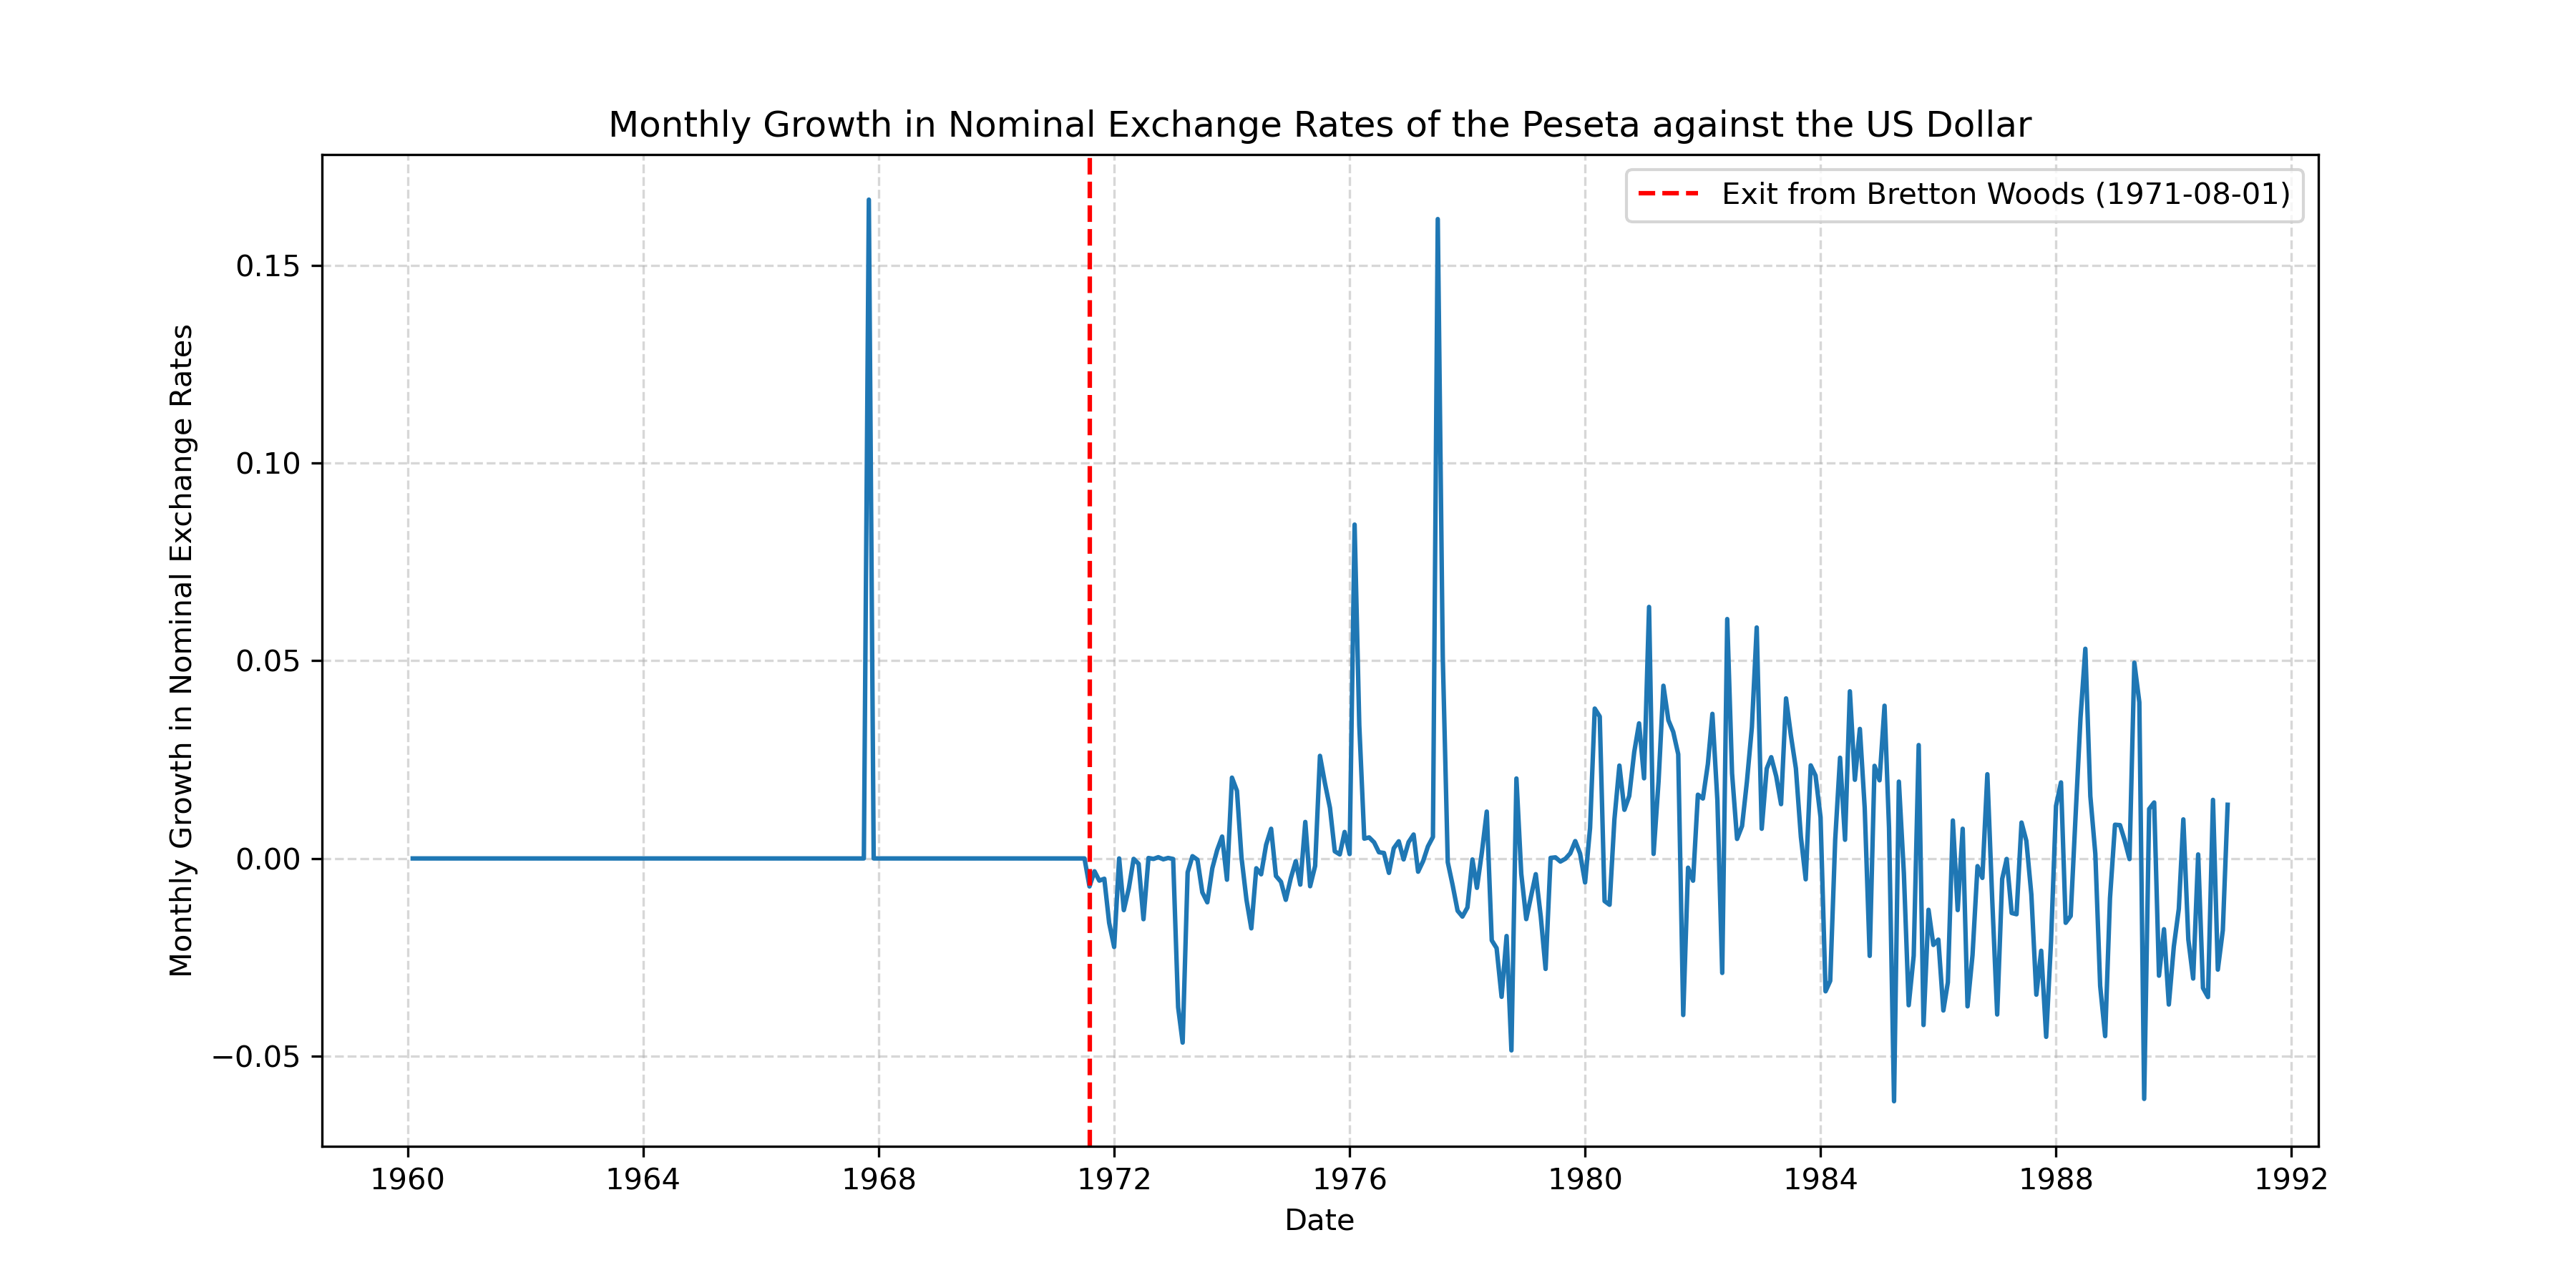 Monthly Growth in Nominal Exchange Rates of the Peseta against the US Dollar
Exit from Bretton Woods (1971-08-01)
Monthly Growth in Nominal Exchange Rates
0.15
0.10
0.05
0.00
−0.05
1960 1964 1968 1972 1976 1980 1984 1988 1992
Date